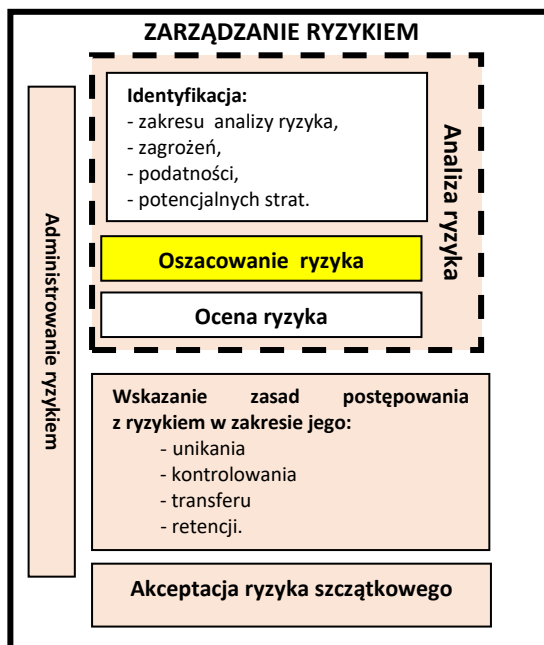 ZARZĄDZANIE RYZYKIEM
Administrowanie ryzykiem
Identyfikacja:
- zakresu analizy ryzyka,
- zagrożeń,
- podatności,
- potencjalnych strat.
Analiza ryzyka
Oszacowanie ryzyka
Ocena ryzyka
Wskazanie zasad postępowania
z ryzykiem w zakresie jego:
- unikania
- kontrolowania
- transferu
- retencji.
Akceptacja ryzyka szczątkowego